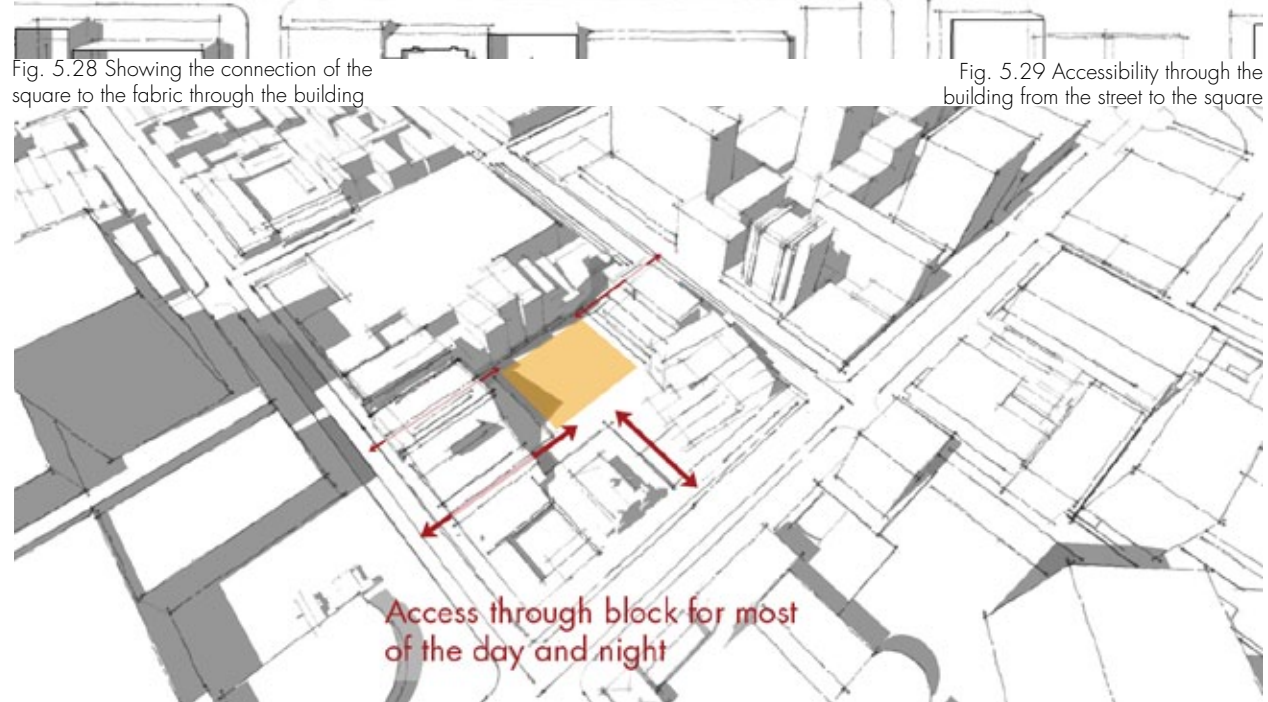 Fig. 5.28 Showing the connection of the
square to the fabric through the building
Fig. 5.29 Accessibility through the
building from the street to the square
Access through block for most
of the day and night